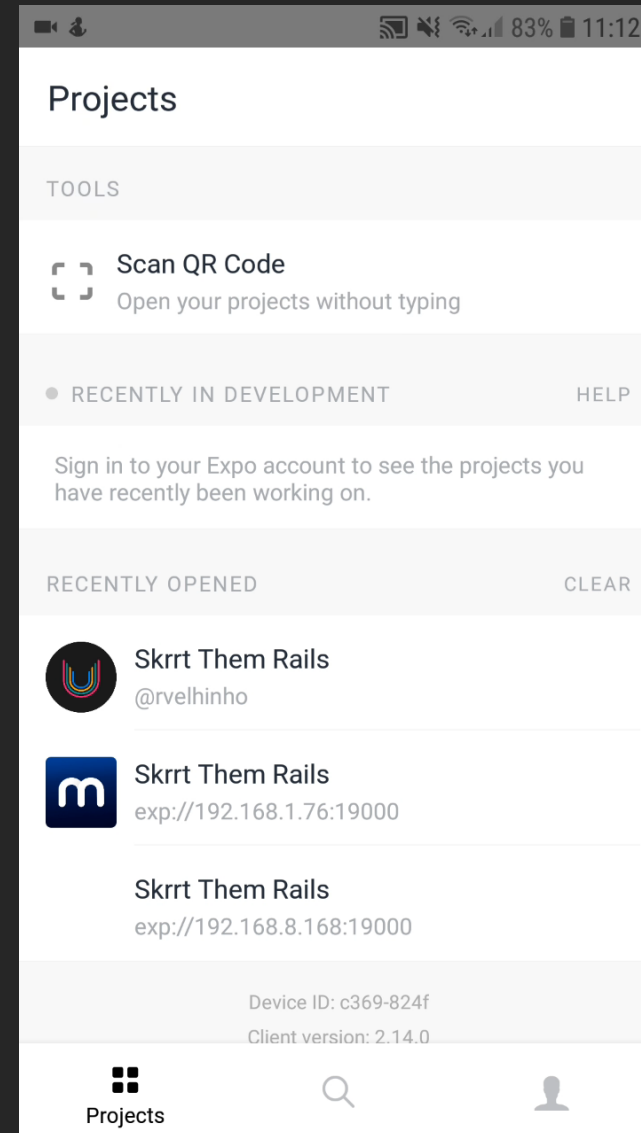 83% 11:12
Projects
TOOLS
Scan QR Code
Open your projects without typing
RECENTLY IN DEVELOPMENT HELP
Sign in to your Expo account to see the projects you
have recently been working on.
RECENTLY OPENED CLEAR
Skrrt Them Rails
@rvelhinho
m
Skrrt Them Rails
exp://192.168.1.76:19000
Skrrt Them Rails
exp://192.168.8.168:19000
Device ID: c369-824f
Client version: 2.14.0
Projects